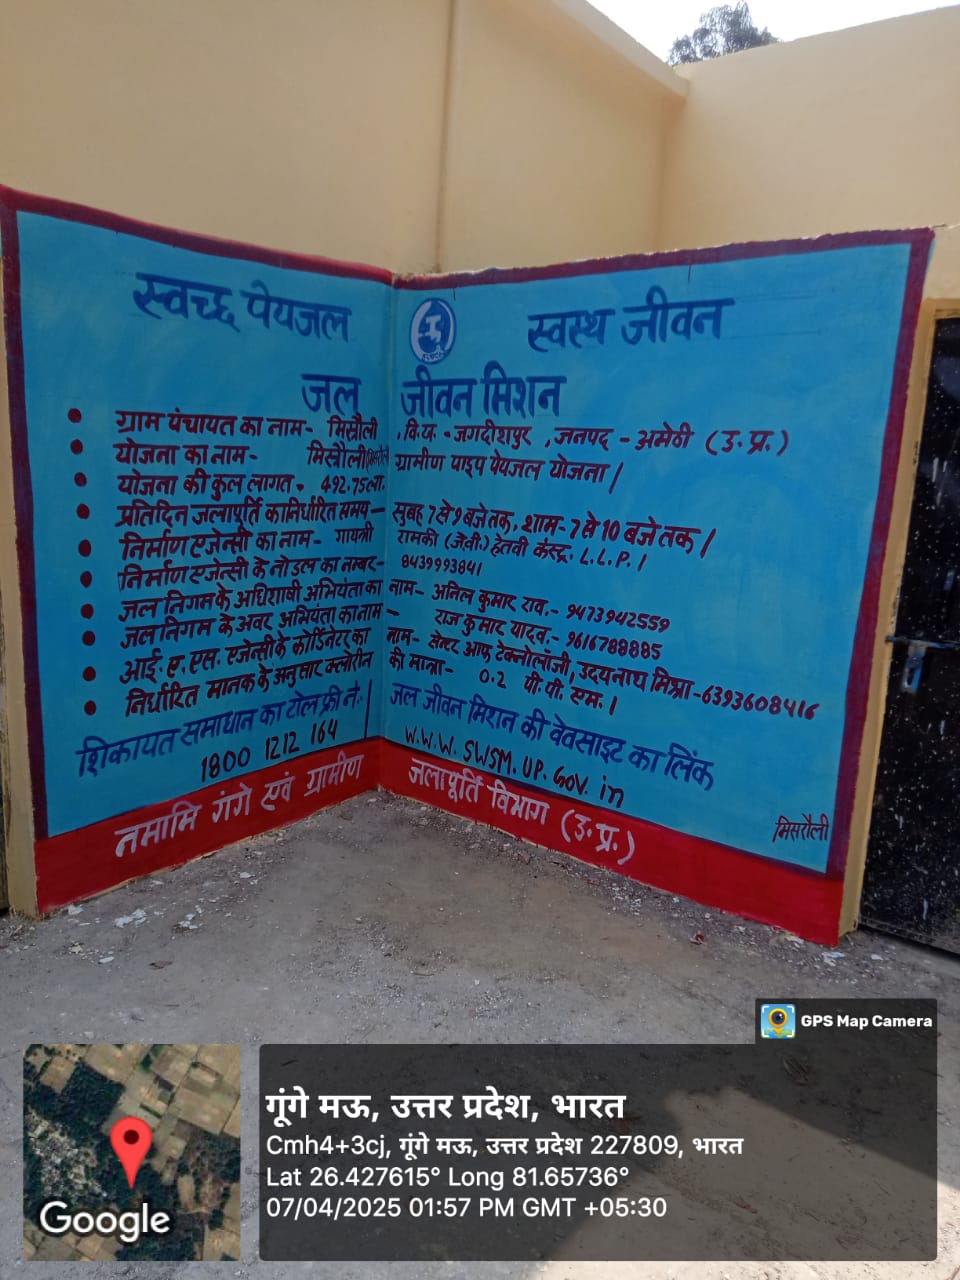 स्वच्छ पेयजल स्वस्थ जीवन
जल जीवन मिशन
ग्राम पंचायत का नाम- मिस्रौली , वि.ख. - जगदीशपुर , जनपद - अमेठी (उ.प्र.)
योजना का नाम- मिस्रौली ग्रामीण पाइप पेयजल योजना/
योजना की कुल लागत. 492.75ला.
प्रतिदिन जलापूर्ति का निर्धारित समय- सुबह 7 से 9 बजे तक, शाम-7 से 10 बजे तक/
निर्माण एजेन्सी का नाम- गायत्री रामकी (जे.वी.) हेतवी कंस्ट्र. L.L.P.।
निर्माण एजेन्सी के नोडल का नम्बर- 8439993841
जल निगम के अधिशाषी अभियंता का नाम- अनिल कुमार राव.- 9473942559
जल निगम के अवर अभियंता का नाम- राज कुमार यादव.- 9616788885
आई.ए.एस. एजेन्सी के कोर्डिनेटर का नाम- सेन्टर आफ टेक्नोलॉजी, उदयनाथ मिश्रा-6393608416
निर्धारित मानक के अनुसार क्लोरीन की मात्रा- 0.2 पी.पी.एम.।
शिकायत समाधान का टोल फ्री नं.-
1800 1212 164
जल जीवन मिशन की वेवसाइट का लिंक
W.W.W. SWSM.UP.Gov.in
मिसरौली
नमामि गंगे एवं ग्रामीण जलापूर्ति विभाग (उ.प्र.)
GPS Map Camera
गूंगे मऊ, उत्तर प्रदेश, भारत
Cmh4+3cj, गूंगे मऊ, उत्तर प्रदेश 227809, भारत
Lat 26.427615° Long 81.65736°
07/04/2025 01:57 PM GMT +05:30
Google